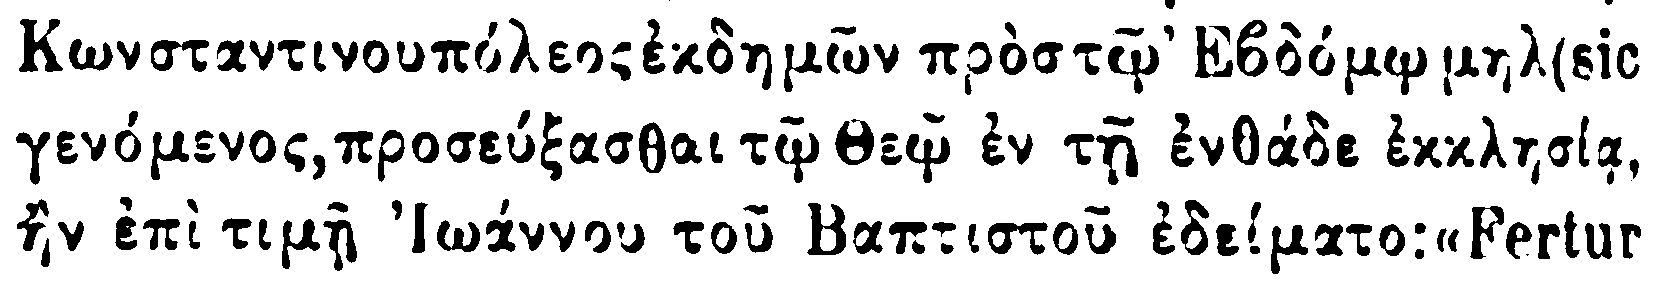 Κωνσταντινουπόλεος ἐκδημῶν πρὸς τῷ Ἑβδόμῳ μηλ(sic
γενόμενος, προσεύξασθαι τῷ Θεῷ ἐν τῇ ἐνθάδε ἐκκλησίᾳ,
ἣν ἐπὶ τιμῇ Ἰωάννου τοῦ Βαπτιστοῦ ἐδείματο: «Fertur